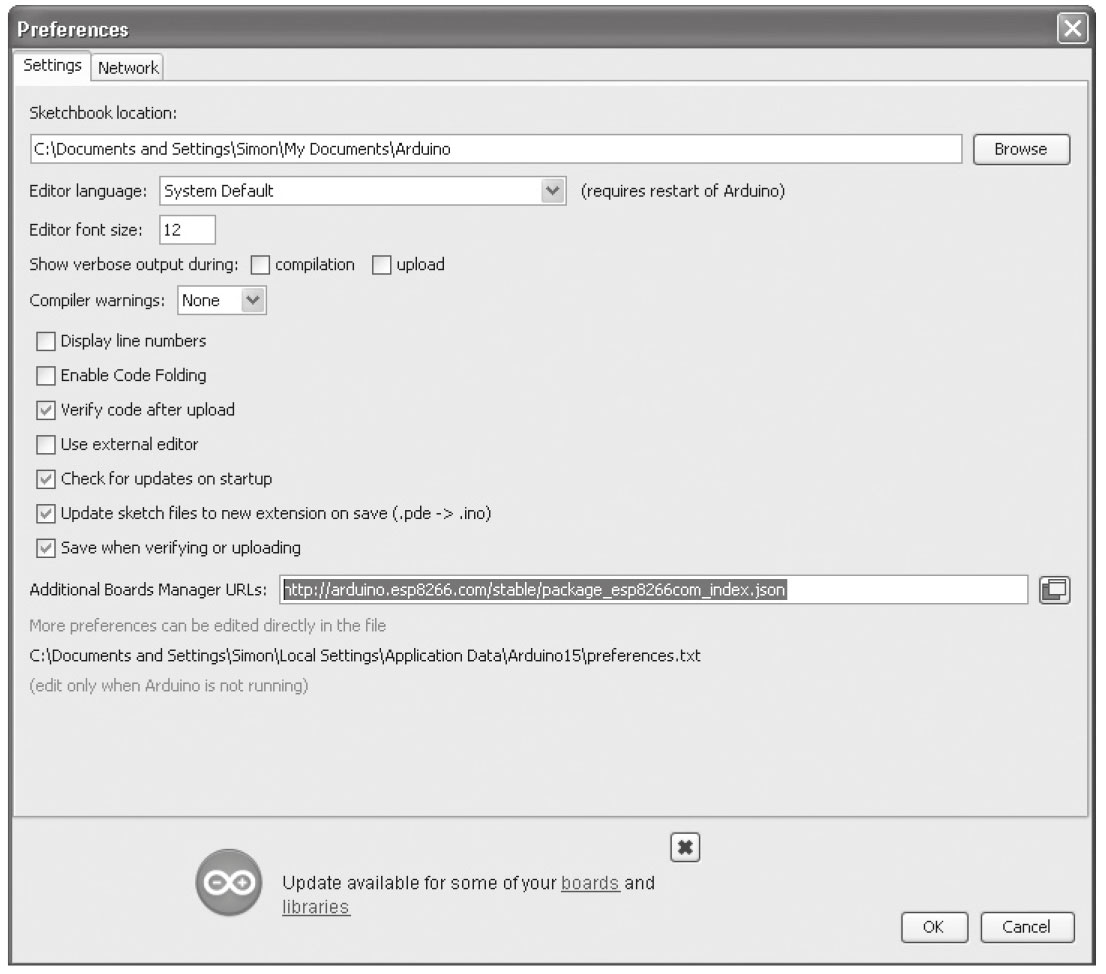 Preferences
Settings Network
Sketchbook location:
C:\Documents and Settings\Simon\My Documents\Arduino Browse
Editor language: System Default (requires restart of Arduino)
Editor font size: 12
Show verbose output during: compilation upload
Compiler warnings: None
Display line numbers
Enable Code Folding
Verify code after upload
Use external editor
Check for updates on startup
Update sketch files to new extension on save (.pde -> .ino)
Save when verifying or uploading
Additional Boards Manager URLs: http://arduino.esp8266.com/stable/package_esp8266com_index.json
More preferences can be edited directly in the file
C:\Documents and Settings\Simon\Local Settings\Application Data\Arduino15\preferences.txt
(edit only when Arduino is not running)
Update available for some of your boards and
libraries
OK Cancel